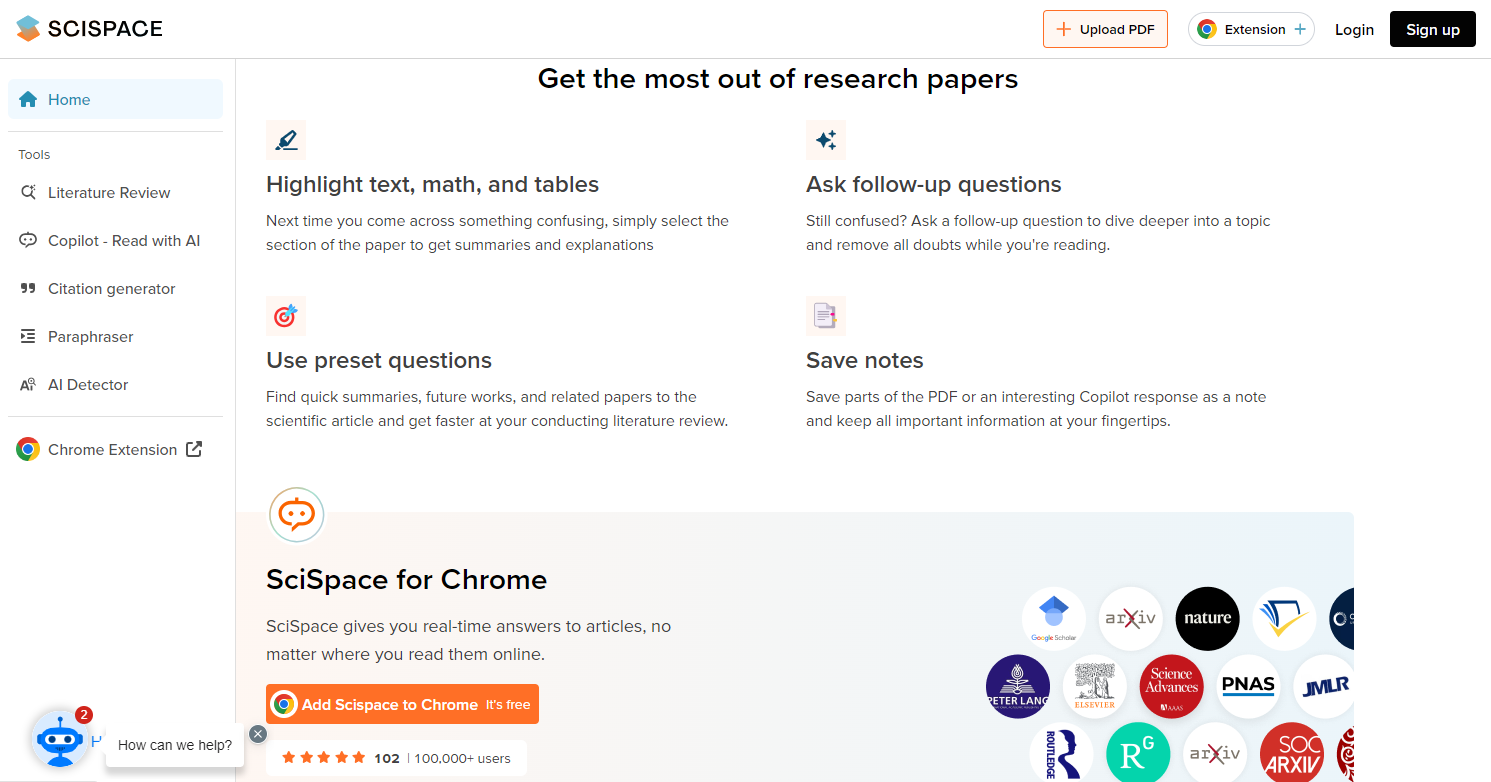 SCISPACE
Upload PDF
Extension
Login
Sign up
Home
Tools
Literature Review
Copilot - Read with AI
Citation generator
Paraphraser
AI Detector
Chrome Extension
Get the most out of research papers
Highlight text, math, and tables
Next time you come across something confusing, simply select the
section of the paper to get summaries and explanations
Ask follow-up questions
Still confused? Ask a follow-up question to dive deeper into a topic
and remove all doubts while you're reading.
Use preset questions
Find quick summaries, future works, and related papers to the
scientific article and get faster at your conducting literature review.
Save notes
Save parts of the PDF or an interesting Copilot response as a note
and keep all important information at your fingertips.
SciSpace for Chrome
SciSpace gives you real-time answers to articles, no
matter where you read them online.
Add Scispace to Chrome It's free
102 | 100,000+ users
Google Scholar
arXiv
nature
PETER LANG
ELSEVIER
Science
Advances
AAAS
PNAS
JMLR
ROUTLEDGE
RG
arXiv
SOC
ARXIV
2
H
How can we help?